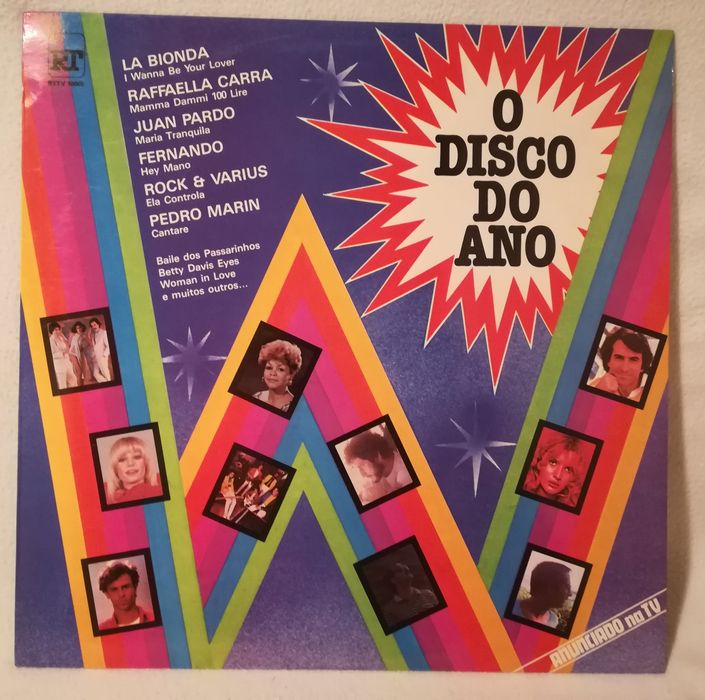 RT
LA BIONDA
I Wanna Be Your Lover
RAFFAELLA CARRA
Mamma Dammi 100 Lire
JUAN PARDO
Maria Tranquila
FERNANDO
Hey Mano
ROCK & VARIUS
Ela Controla
PEDRO MARIN
Cantare
Baile dos Passarinhos
Betty Davis Eyes
Woman in Love
e muitos outros...
O
DISCO
DO
ANO
ANUNCIADO na TV